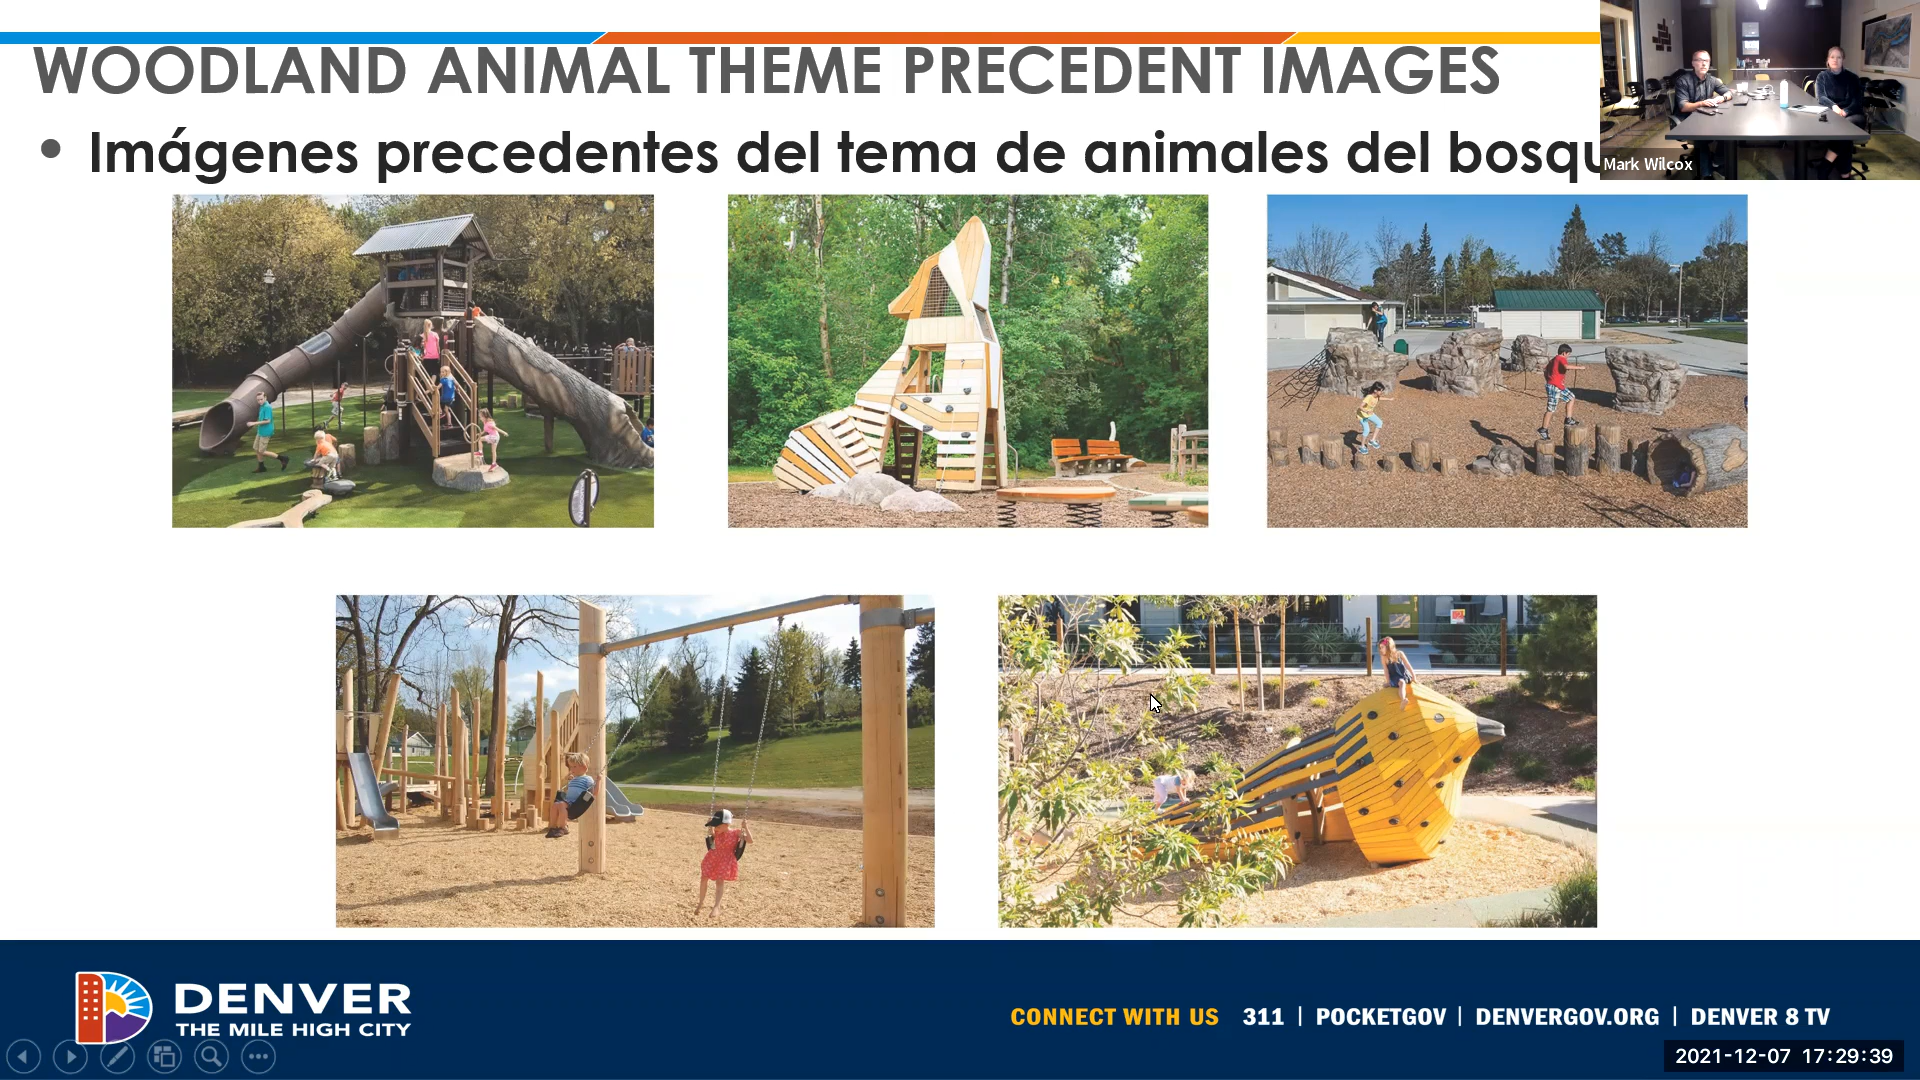 WOODLAND ANIMAL THEME PRECEDENT IMAGES
• Imágenes precedentes del tema de animales del bosqu
Mark Wilcox
DENVER
THE MILE HIGH CITY
CONNECT WITH US 311 | POCKETGOV | DENVERGOV.ORG | DENVER 8 TV
2021-12-07 17:29:39